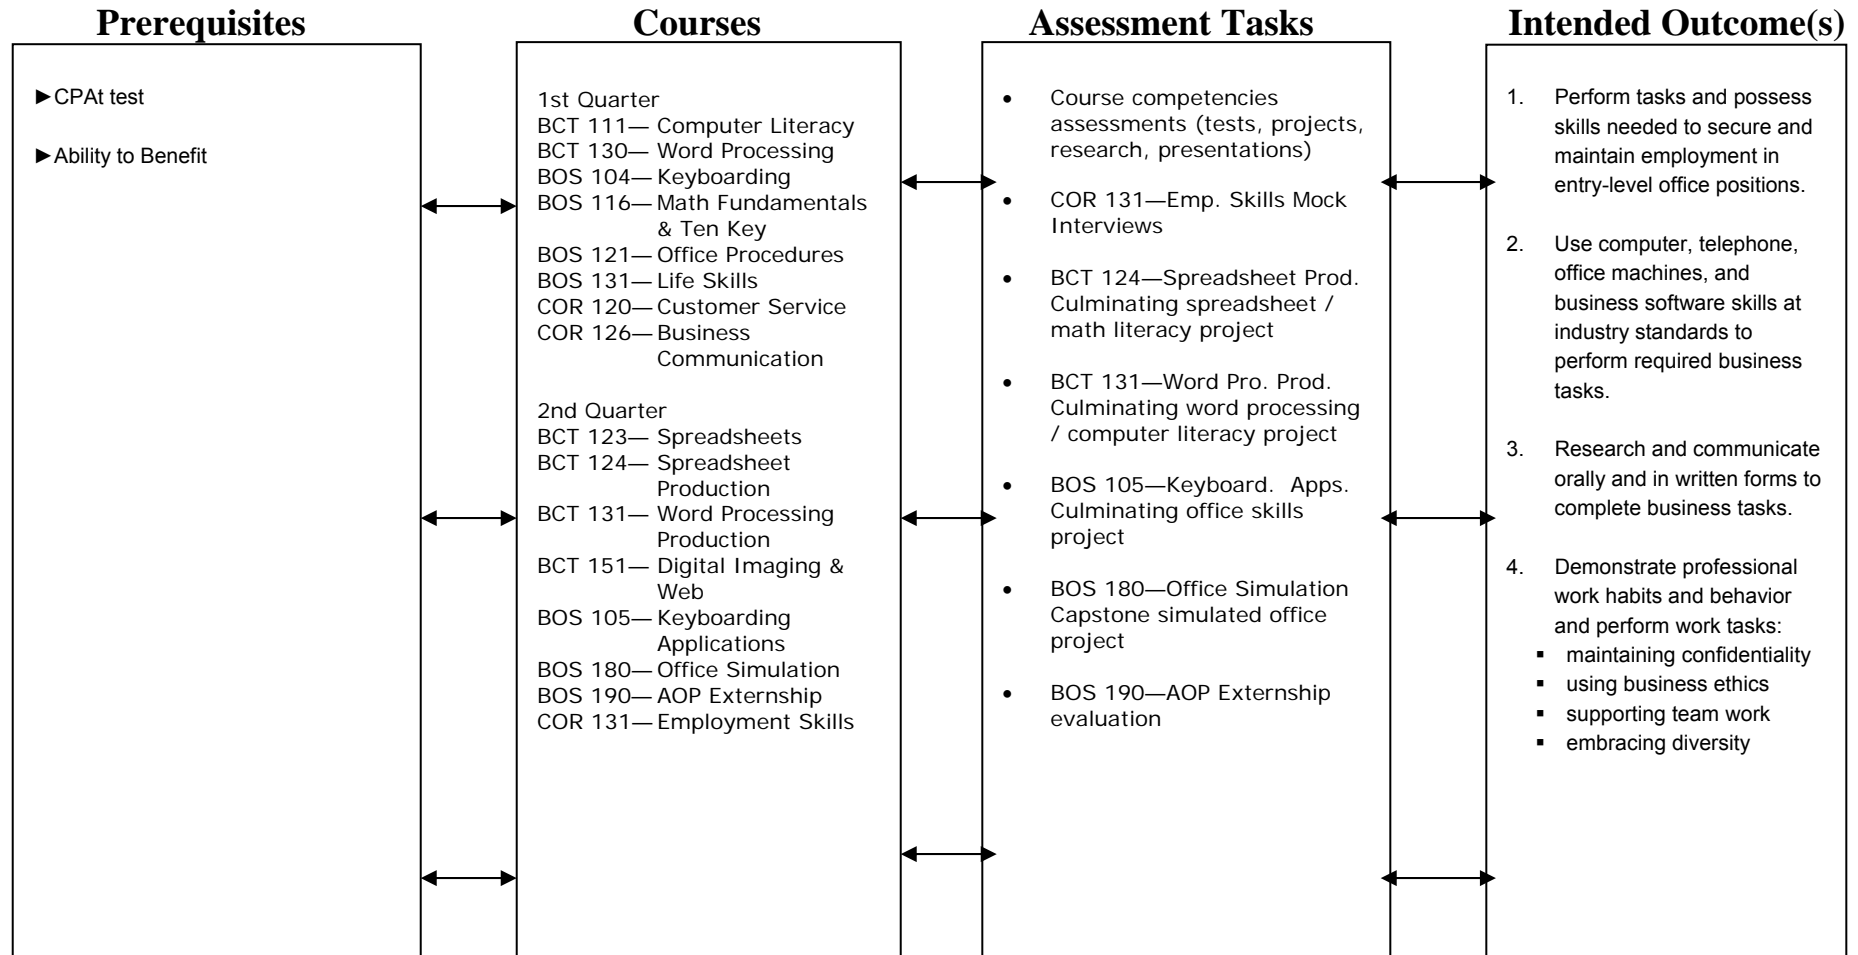 Prerequisites
►CPAt test
►Ability to Benefit
Courses
1st Quarter
BCT 111— Computer Literacy
BCT 130— Word Processing
BOS 104— Keyboarding
BOS 116— Math Fundamentals
& Ten Key
BOS 121— Office Procedures
BOS 131— Life Skills
COR 120— Customer Service
COR 126— Business
Communication
2nd Quarter
BCT 123— Spreadsheets
BCT 124— Spreadsheet
Production
BCT 131— Word Processing
Production
BCT 151— Digital Imaging &
Web
BOS 105— Keyboarding
Applications
BOS 180— Office Simulation
BOS 190— AOP Externship
COR 131— Employment Skills
Assessment Tasks
• Course competencies
assessments (tests, projects,
research, presentations)
• COR 131—Emp. Skills Mock
Interviews
• BCT 124—Spreadsheet Prod.
Culminating spreadsheet /
math literacy project
• BCT 131—Word Pro. Prod.
Culminating word processing
/ computer literacy project
• BOS 105—Keyboard. Apps.
Culminating office skills
project
• BOS 180—Office Simulation
Capstone simulated office
project
• BOS 190—AOP Externship
evaluation
Intended Outcome(s)
1. Perform tasks and possess
skills needed to secure and
maintain employment in
entry-level office positions.
2. Use computer, telephone,
office machines, and
business software skills at
industry standards to
perform required business
tasks.
3. Research and communicate
orally and in written forms to
complete business tasks.
4. Demonstrate professional
work habits and behavior
and perform work tasks:
▪ maintaining confidentiality
▪ using business ethics
▪ supporting team work
▪ embracing diversity